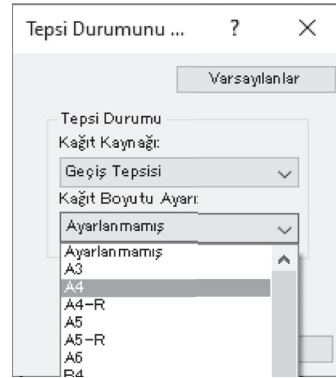 Tepsi Durumunu ... ?
Varsayılanlar
Tepsi Durumu
Kağıt Kaynağı:
Geçiş Tepsisi
Kağıt Boyutu Ayarı:
Ayarlanmamış
Ayarlanmamış
A3
A4
A4-R
A5
A5-R
A6
B4